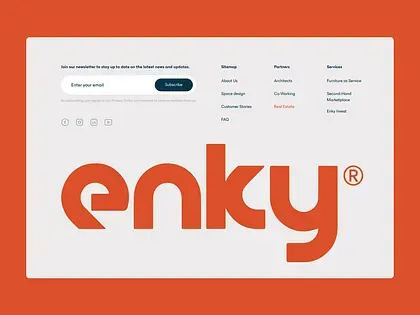 Join our newsletter to stay up to date on the latest news and updates.
Enter your email
Subscribe
Sitemap
About Us
Space design
Customer Stories
FAQ
Partners
Architects
Co-Working
Real Estate
Services
Furniture as Service
Second-Hand
Marketplace
Enky Invest
enky®